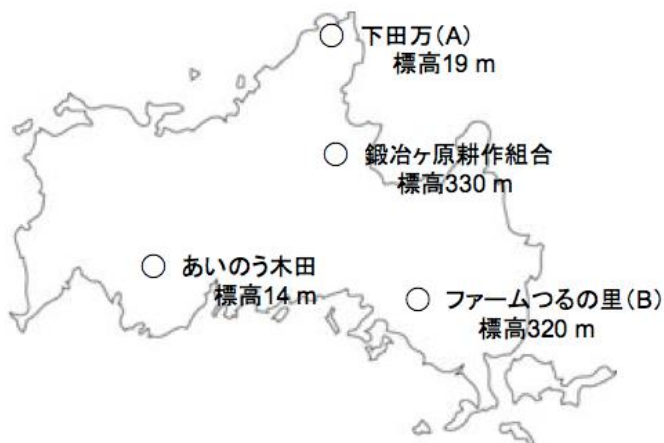 下田万(A)
標高19 m
鍛冶ヶ原耕作組合
標高330 m
あいのう木田
標高14 m
ファームつるの里(B)
標高320 m